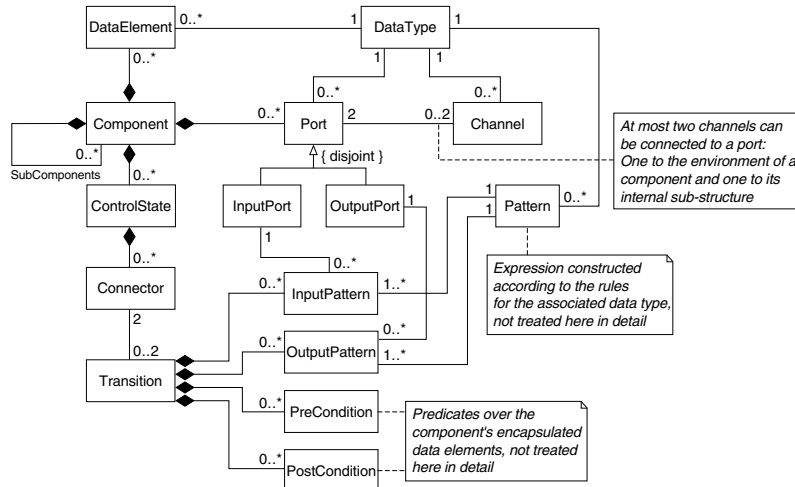 DataElement 0..* 1 DataType 1
0..* 1 1
0..* 0..*
Component 0..* Port 2 0..2 Channel
0..*
SubComponents
{ disjoint }
At most two channels can
be connected to a port:
One to the environment of a
component and one to its
internal sub-structure
0..*
ControlState InputPort OutputPort 1 1 Pattern 0..*
1
0..* 1 0..*
Connector InputPattern 1..*
0..*
Expression constructed
according to the rules
for the associated data type,
not treated here in detail
2
0..2 0..* OutputPattern 0..*
1..*
Transition
0..* PreCondition
Predicates over the
component's encapsulated
data elements, not treated
here in detail
0..* PostCondition